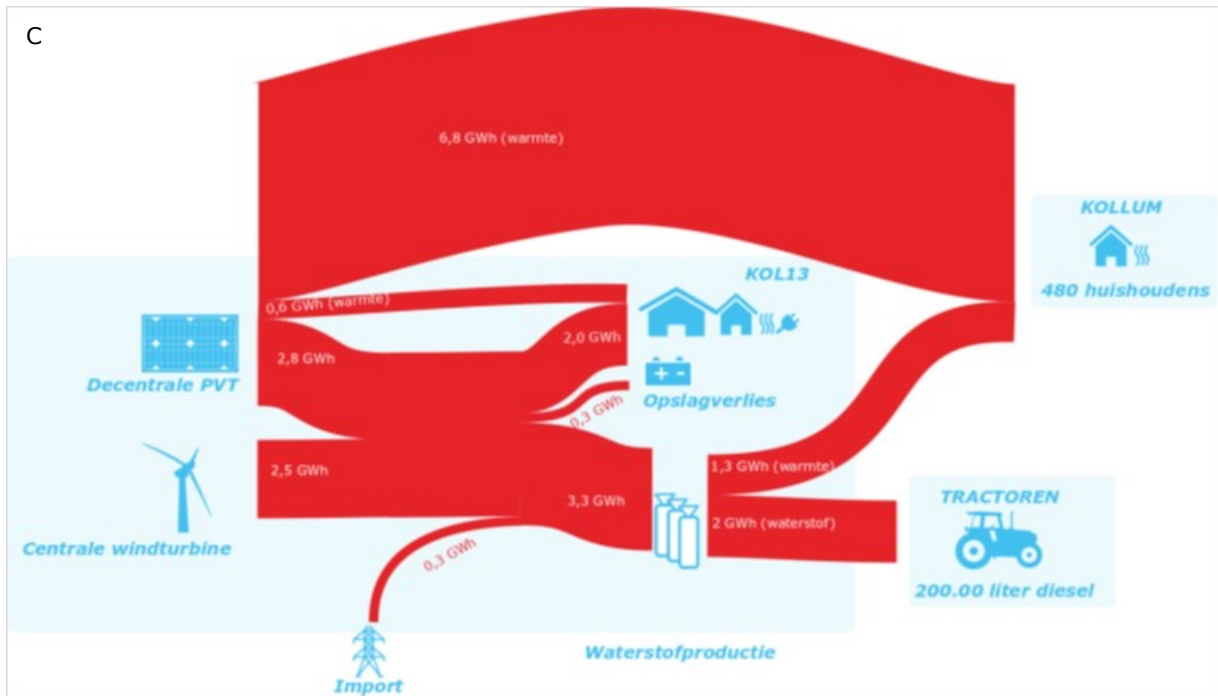 C
6,8 GWh (warmte)
KOLLUM
480 huishoudens
KOL13
0,6 GWh (warmte)
2,0 GWh
2,8 GWh
Decentrale PVT
Opslagverlies
0,3 GWh
1,3 GWh (warmte)
2,5 GWh
3,3 GWh
TRACTOREN
2 GWh (waterstof)
Centrale windturbine
0,3 GWh
200.00 liter diesel
Waterstofproductie
Import